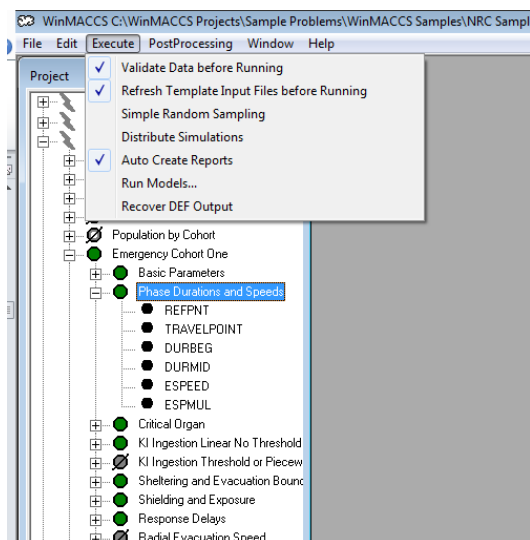 WinMACCS C:\WinMACCS Projects\Sample Problems\WinMACCS Samples\NRC Sampl
File Edit Execute PostProcessing Window Help
Project
Validate Data before Running
Refresh Template Input Files before Running
Simple Random Sampling
Distribute Simulations
Auto Create Reports
Run Models...
Recover DEF Output
Population by Cohort
Emergency Cohort One
Basic Parameters
Phase Durations and Speeds
REFPNT
TRAVELPOINT
DURBEG
DURMID
ESPEED
ESPMUL
Critical Organ
KI Ingestion Linear No Threshold
KI Ingestion Threshold or Piecew
Sheltering and Evacuation Bound
Shielding and Exposure
Response Delays
Radial Evacuation Speed